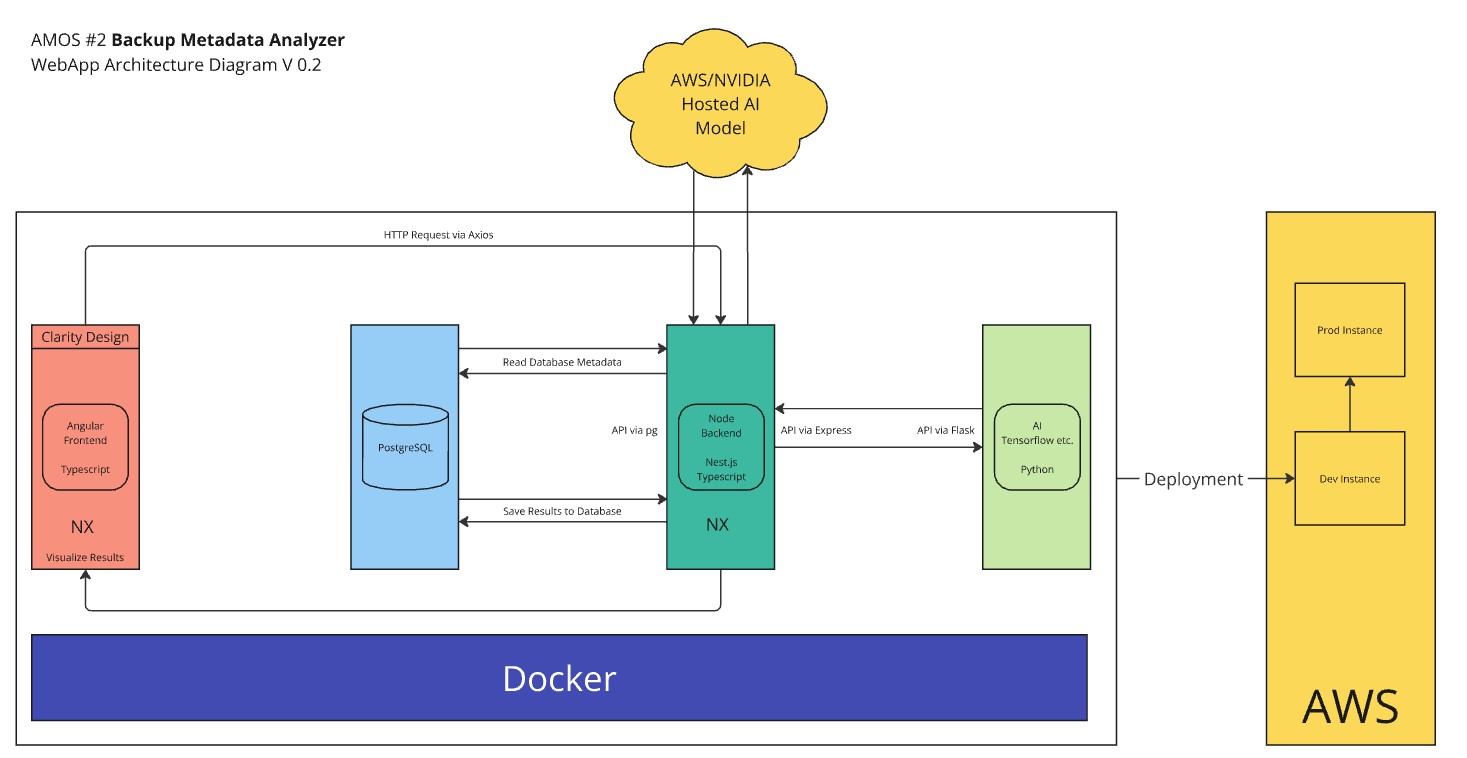 AMOS #2 Backup Metadata Analyzer
WebApp Architecture Diagram V 0.2
AWS/NVIDIA
Hosted AI
Model
HTTP Request via Axios
Clarity Design
Angular
Frontend
Typescript
NX
Visualize Results
PostgreSQL
Read Database Metadata
API via pg
Save Results to Database
Node
Backend
Nest.js
Typescript
NX
API via Express
API via Flask
AI
Tensorflow etc.
Python
Docker
Deployment
Prod Instance
Dev Instance
AWS